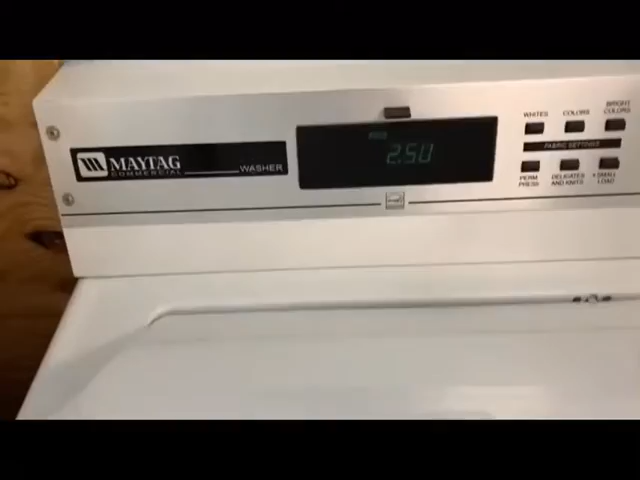 MAYTAG
COMMERCIAL
WASHER
2.50
WHITES
COLORS
BRIGHT
COLORS
FABRIC SETTINGS
PERM
PRESS
DELICATES
AND KNITS
+ SMALL
LOAD